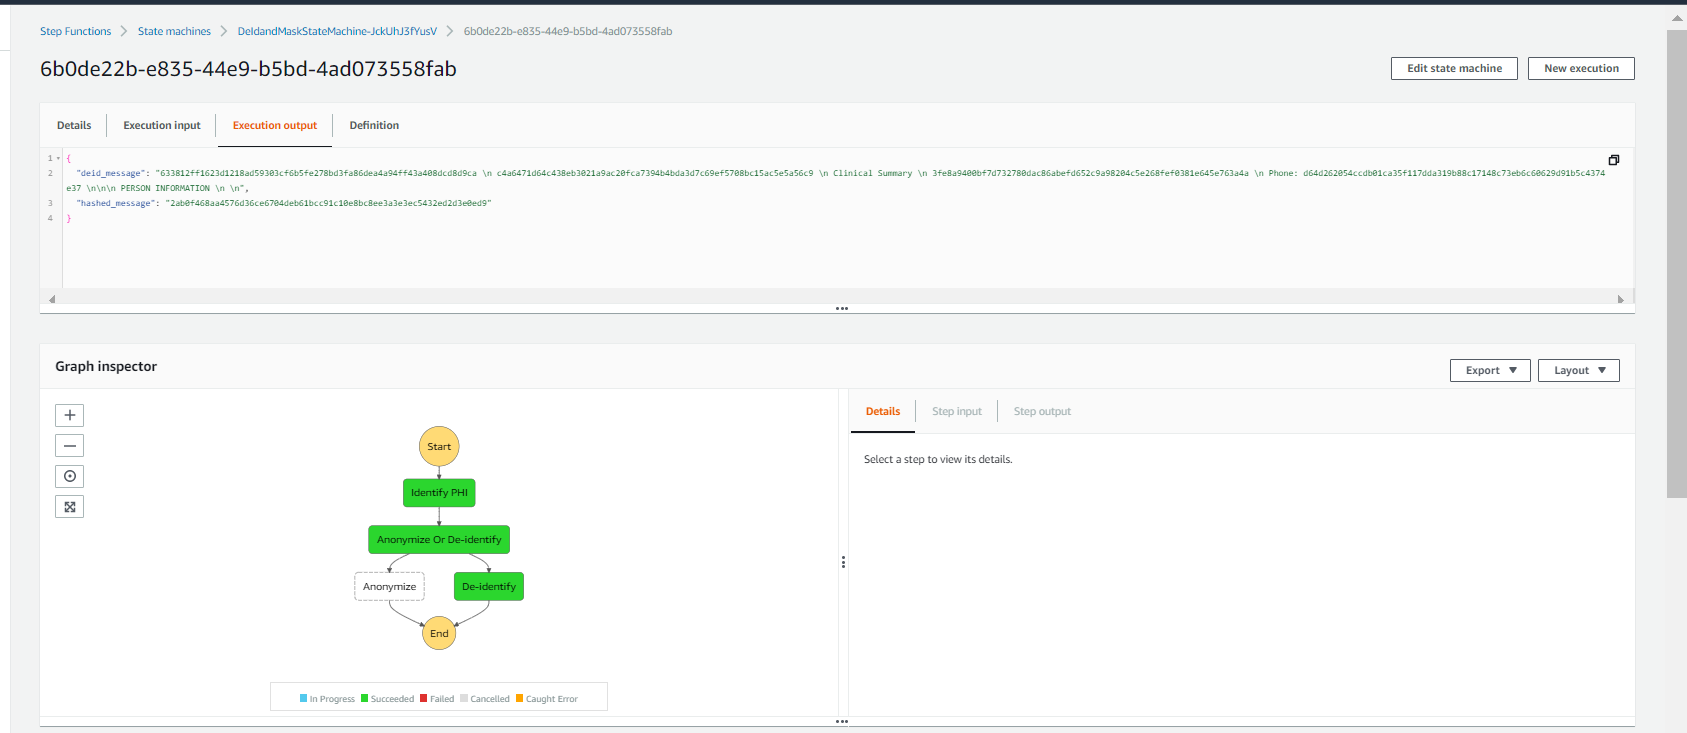 Step Functions > State machines > DeIdandMaskStateMachine-JckUhJ3fYusV > 6b0de22b-e835-44e9-b5bd-4ad073558fab
6b0de22b-e835-44e9-b5bd-4ad073558fab
Edit state machine
New execution
Details
Execution input
Execution output
Definition
1 {
2 "deid_message": "633812ff1623d1218ad59303cf6b5fe278bd3fa86dea4a94ff43a408dcd8d9ca \n c4a6471d64c438eb3021a9ac20fca7394b4bda3d7c69ef5708bc15ac5e5a56c9 \n Clinical Summary \n 3fe8a9400bf7d732780dac86abefd652c9a98204c5e268fef0381e645e763a4a \n Phone: d64d262054ccdb01ca35f117dda319b88c17148c73eb6c60629d91b5c4374
e37 \n\n\n PERSON INFORMATION \n \n",
3 "hashed_message": "2ab0f468aa4576d36ce6704deb61bcc91c10e8bc8ee3a3e3ec5432ed2d3e0ed9"
4 }
Graph inspector
Export
Layout
Details
Step input
Step output
Select a step to view its details.
Start
Identify PHI
Anonymize Or De-identify
Anonymize
De-identify
End
In Progress
Succeeded
Failed
Cancelled
Caught Error